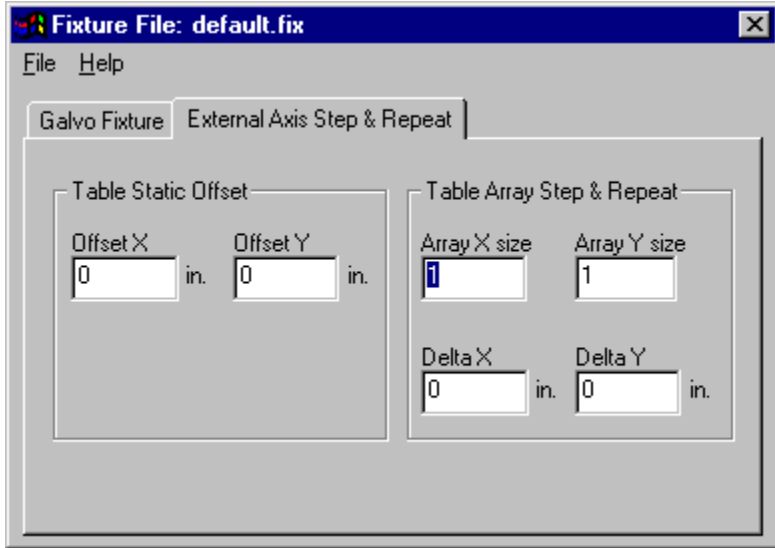 Fixture File: default.fix
File Help
Galvo Fixture External Axis Step & Repeat
Table Static Offset
Offset X Offset Y
0 in. 0 in.
Table Array Step & Repeat
Array X size Array Y size
1 1
Delta X Delta Y
0 in. 0 in.